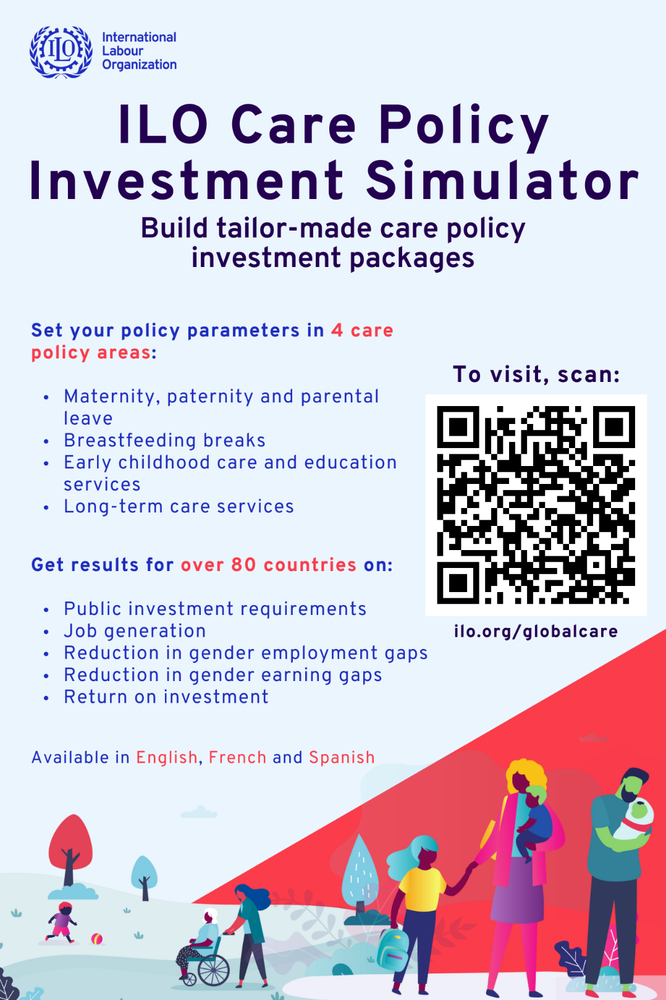 ILO
International
Labour
Organization
ILO Care Policy
Investment Simulator
Build tailor-made care policy
investment packages
Set your policy parameters in 4 care
policy areas:
• Maternity, paternity and parental
leave
• Breastfeeding breaks
• Early childhood care and education
services
• Long-term care services
To visit, scan:
ilo.org/globalcare
Get results for over 80 countries on:
• Public investment requirements
• Job generation
• Reduction in gender employment gaps
• Reduction in gender earning gaps
• Return on investment
Available in English, French and Spanish